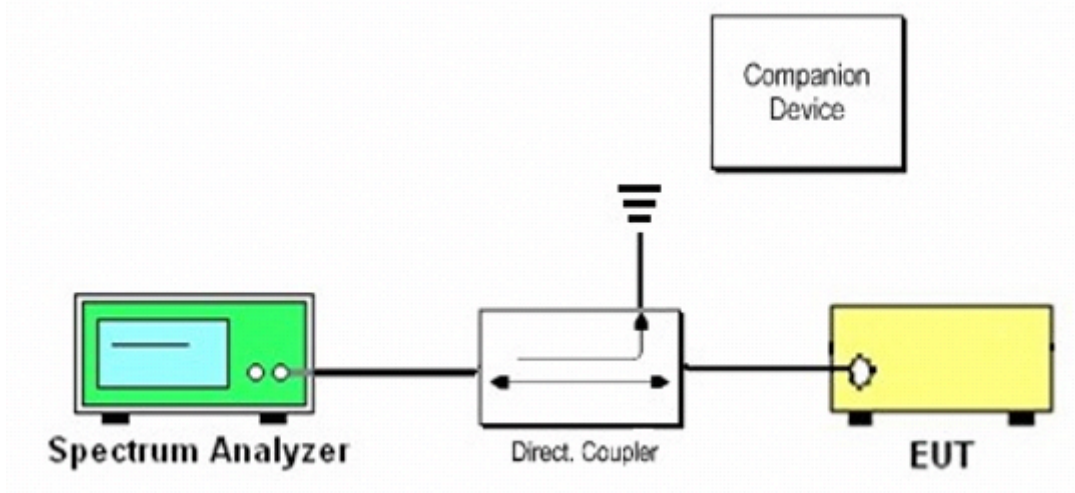 Companion
Device
Spectrum Analyzer
Direct. Coupler
EUT